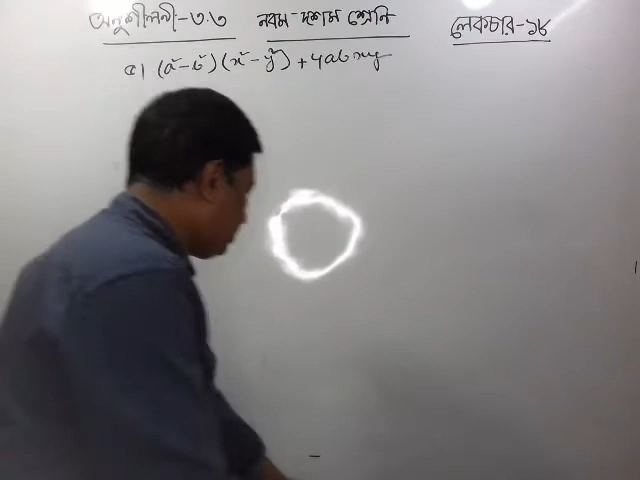 অনুশীলনী-৩.৩ নবম-দশম শ্রেনি লেকচার-১৮
৫। (a²-b²)(x²-y²)+4abxy